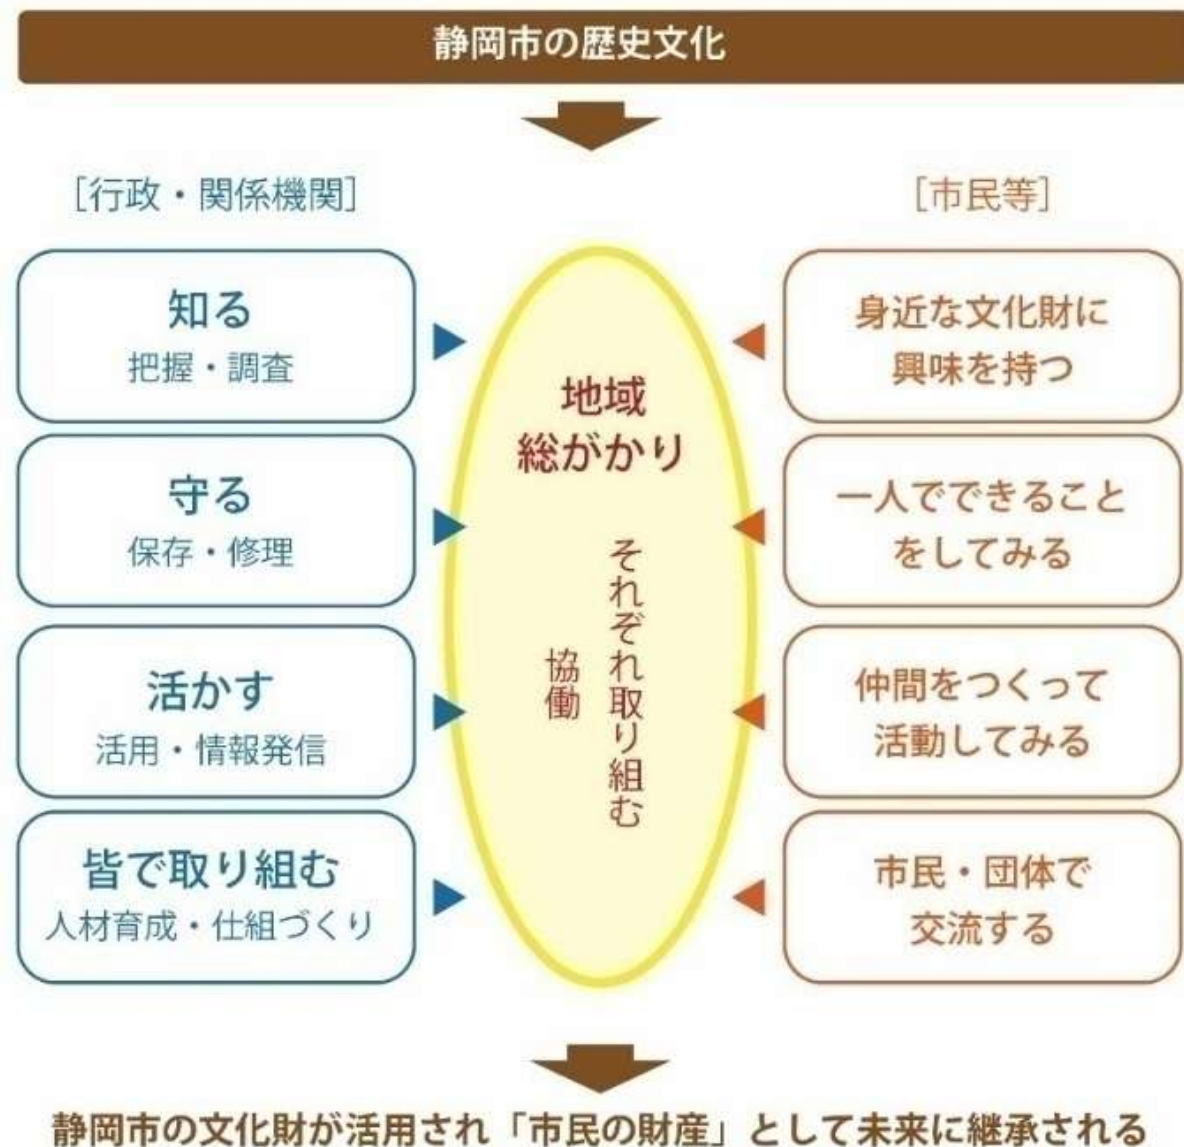 静岡市の歴史文化
［行政・関係機関］
知る
把握・調査
守る
保存・修理
活かす
活用・情報発信
皆で取り組む
人材育成・仕組づくり
地域
総がかり
それぞれ取り組む
協働
［市民等］
身近な文化財に
興味を持つ
一人でできること
をしてみる
仲間をつくって
活動してみる
市民・団体で
交流する
静岡市の文化財が活用され「市民の財産」として未来に継承される